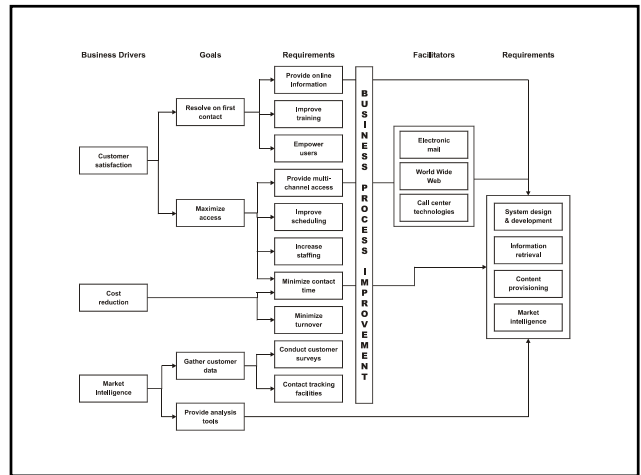 Business Drivers
Goals
Requirements
Facilitators
Requirements
Customer
satisfaction
Cost
reduction
Market
Intelligence
Resolve on first
contact
Maximize
access
Gather customer
data
Provide analysis
tools
Provide online
information
Improve
training
Empower
users
Provide multi-
channel access
Improve
scheduling
Increase
staffing
Minimize contact
time
Minimize
turnover
Conduct customer
surveys
Contact tracking
facilities
BUSINESS PROCESS IMPROVEMENT
Electronic
mail
World Wide
Web
Call center
technologies
System design
& development
Information
retrieval
Content
provisioning
Market
intelligence